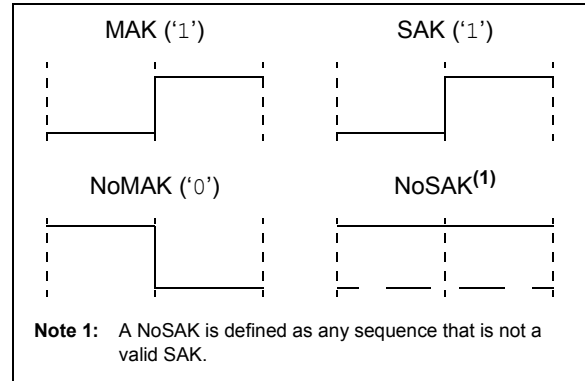 MAK (‘1’) SAK (‘1’)
NoMAK (‘0’) NoSAK(1)
Note 1: A NoSAK is defined as any sequence that is not a
valid SAK.